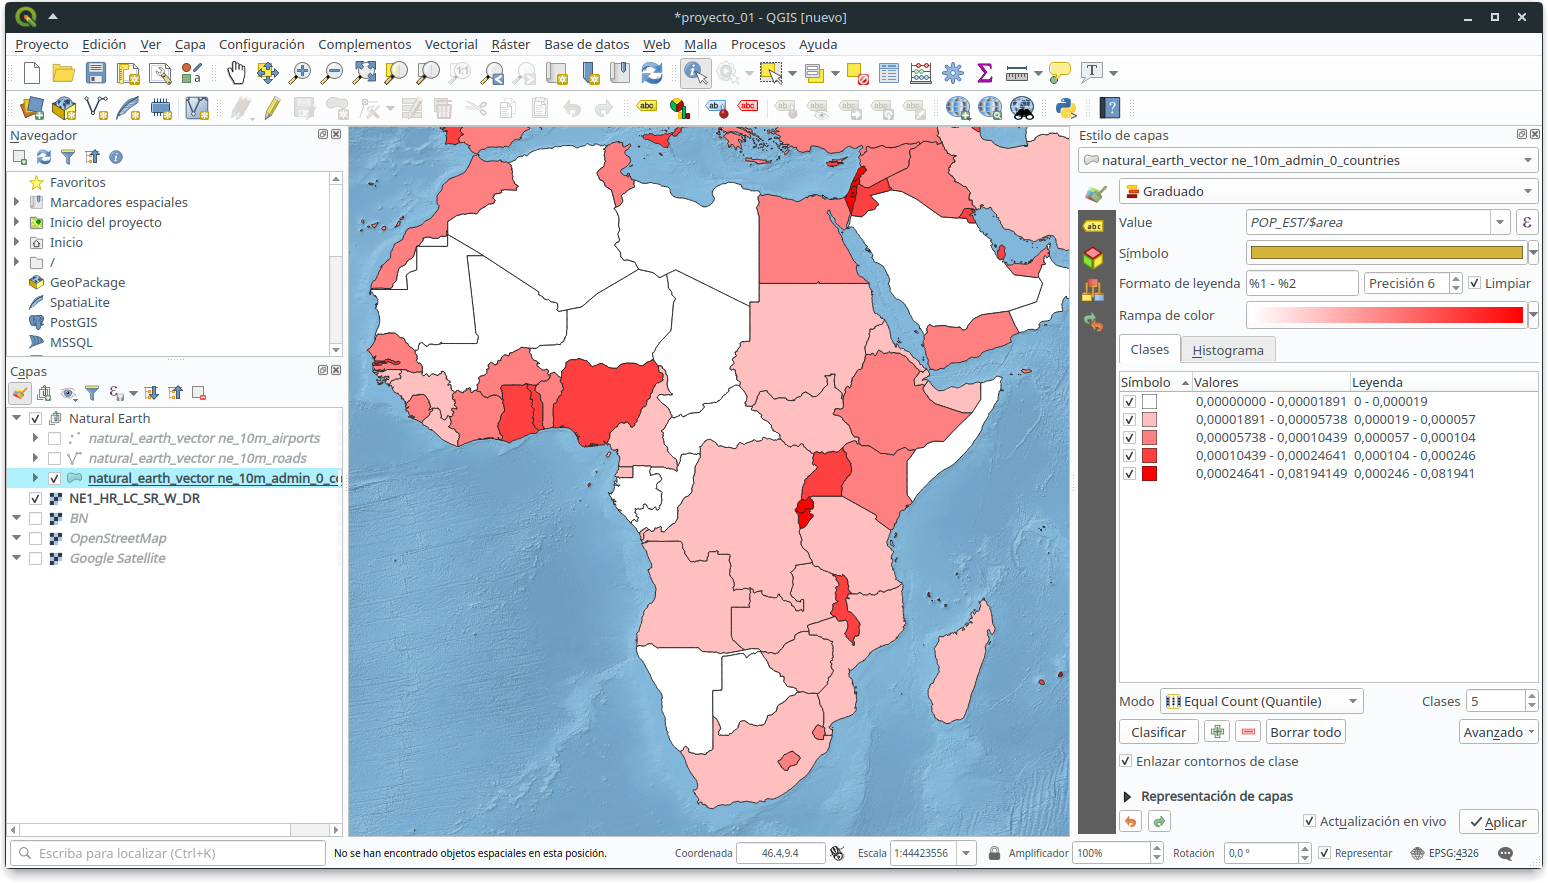 *proyecto_01 - QGIS [nuevo]
Proyecto Edición Ver Capa Configuración Complementos Vectorial Ráster Base de datos Web Malla Procesos Ayuda
Navegador
Favoritos
Marcadores espaciales
Inicio del proyecto
Inicio
/
GeoPackage
SpatiaLite
PostGIS
MSSQL
Capas
Natural Earth
natural_earth_vector ne_10m_airports
natural_earth_vector ne_10m_roads
natural_earth_vector ne_10m_admin_0_c
NE1_HR_LC_SR_W_DR
BN
OpenStreetMap
Google Satellite
Estilo de capas
natural_earth_vector ne_10m_admin_0_countries
Graduado
Value POP_EST/$area ε
Símbolo
Formato de leyenda %1 - %2 Precisión 6 Limpiar
Rampa de color
Clases Histograma
Símbolo Valores Leyenda
0,00000000 - 0,00001891 0 - 0,000019
0,00001891 - 0,00005738 0,000019 - 0,000057
0,00005738 - 0,00010439 0,000057 - 0,000104
0,00010439 - 0,00024641 0,000104 - 0,000246
0,00024641 - 0,08194149 0,000246 - 0,081941
Modo Equal Count (Quantile) Clases 5
Clasificar Borrar todo Avanzado
Enlazar contornos de clase
Representación de capas
Actualización en vivo Aplicar
Escriba para localizar (Ctrl+K) No se han encontrado objetos espaciales en esta posición. Coordenada 46.4,9.4 Escala 1:44423556 Amplificador 100% Rotación 0,0 ° Representar EPSG:4326